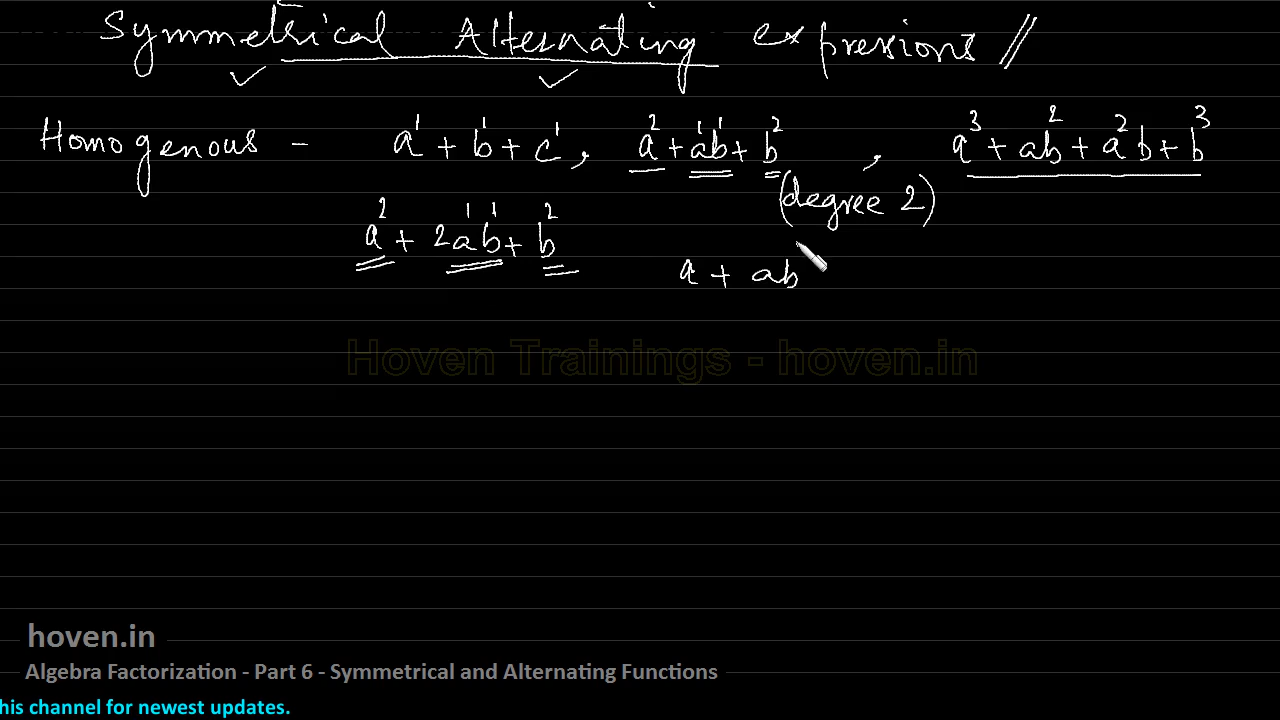 Symmetrical Alternating expressions //
Homogenous - a¹ + b¹ + c¹, a² + a¹b¹ + b² , a³ + ab² + a²b + b³
(degree 2)
a² + 2a¹b¹ + b²
a + ab
Hoven Trainings - hoven.in
hoven.in
Algebra Factorization - Part 6 - Symmetrical and Alternating Functions
his channel for newest updates.